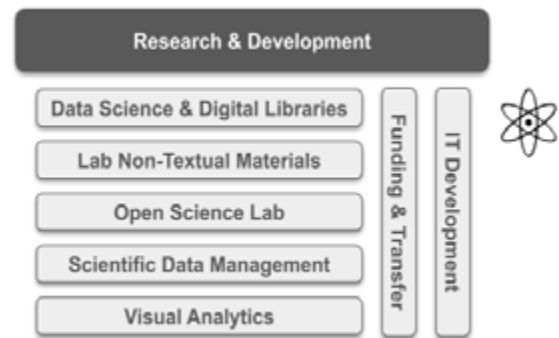 Research & Development
Data Science & Digital Libraries
Lab Non-Textual Materials
Open Science Lab
Scientific Data Management
Visual Analytics
Funding & Transfer
IT Development